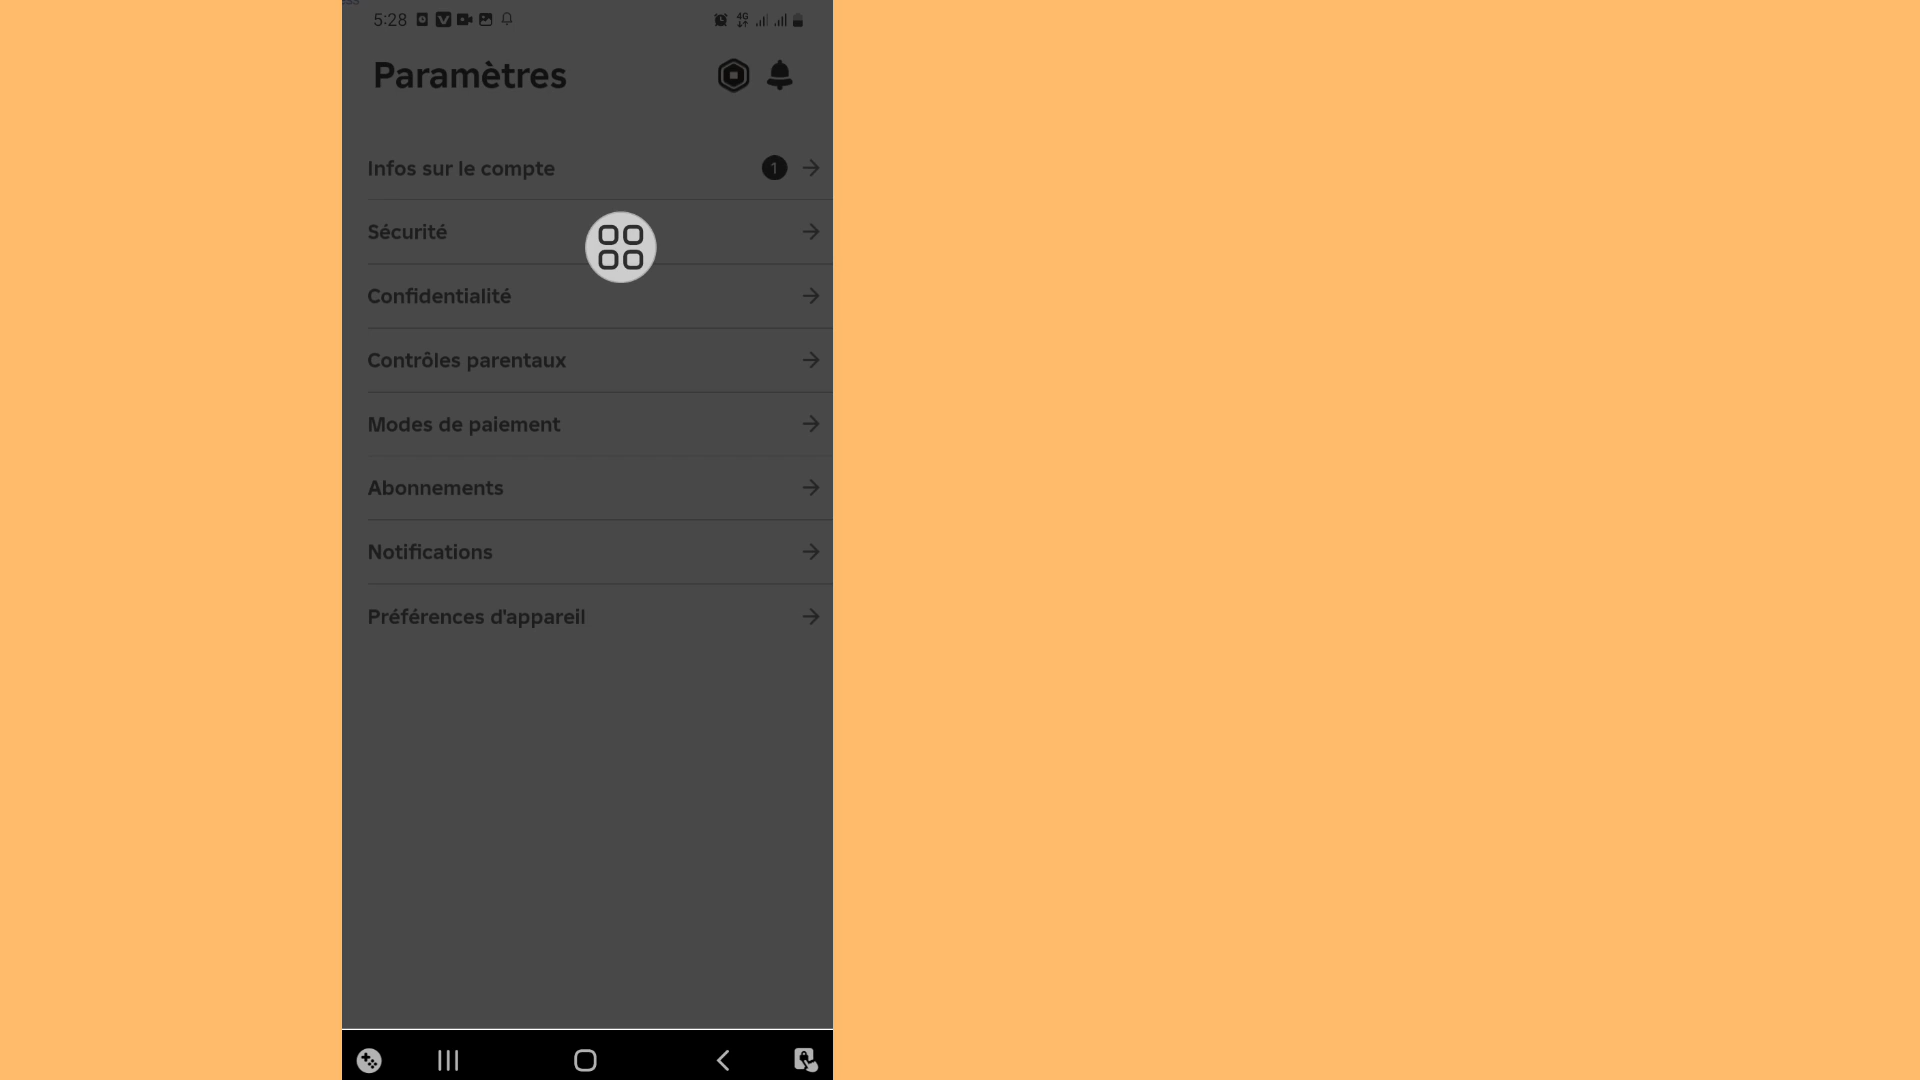 5:28
4G
Paramètres
Infos sur le compte
1
Sécurité
Confidentialité
Contrôles parentaux
Modes de paiement
Abonnements
Notifications
Préférences d'appareil